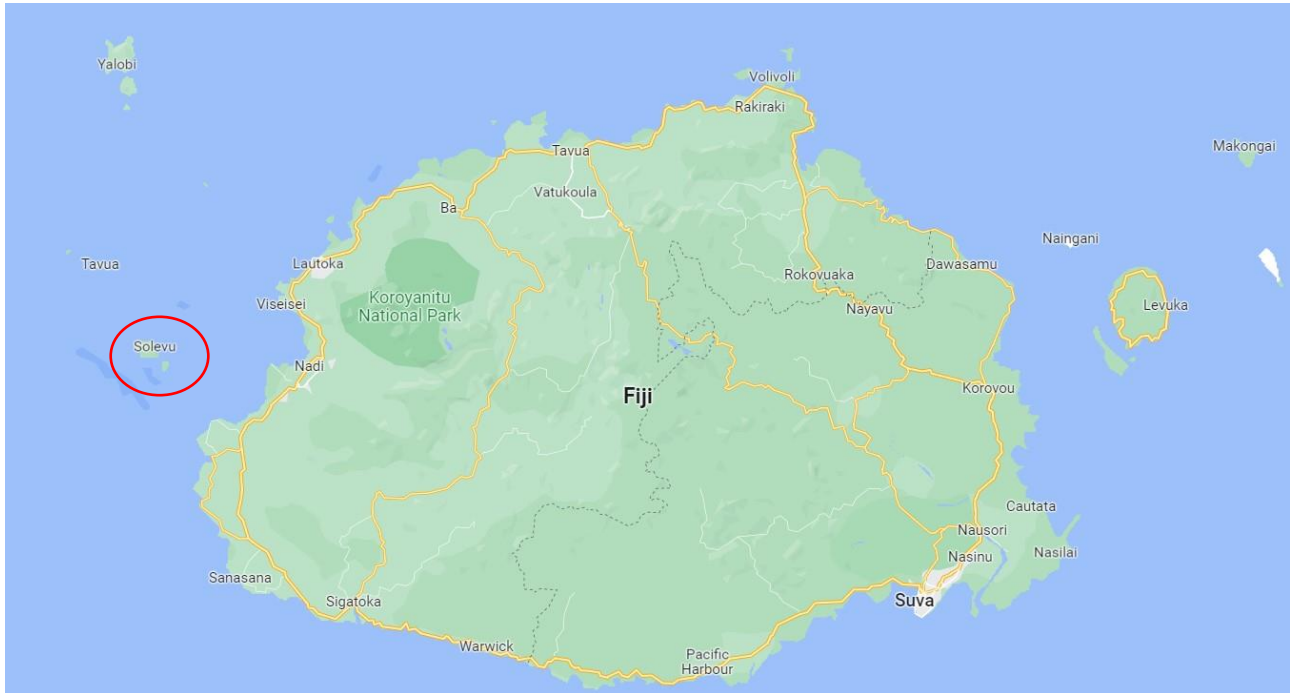 Yalobi
Volivoli
Rakiraki
Tavua
Makongai
Vatukoula
Ba
Naingani
Tavua
Lautoka
Rokovuaka
Dawasamu
Viseisei
Koroyanitu
National Park
Nayavu
Levuka
Solevu
Nadi
Fiji
Korovou
Cautata
Nausori
Nasinu
Nasilai
Sanasana
Sigatoka
Suva
Warwick
Pacific
Harbour